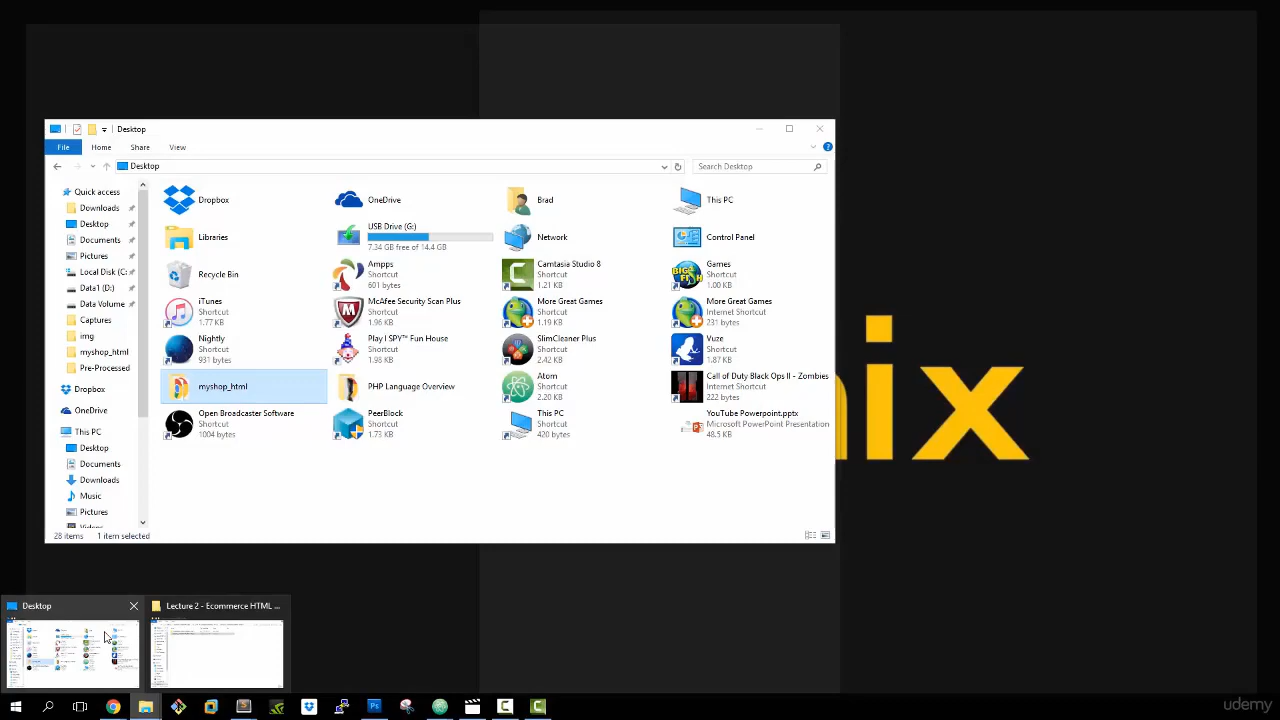 Desktop
File Home Share View
Desktop
Search Desktop
Quick access
Downloads
Desktop
Documents
Pictures
Local Disk (C:
Data1 (D:)
Data Volume
Captures
img
myshop_html
Pre-Processed
Dropbox
OneDrive
This PC
Desktop
Documents
Downloads
Music
Pictures
Videos
Dropbox
OneDrive
Brad
This PC
Libraries
USB Drive (G:)
7.34 GB free of 14.4 GB
Network
Control Panel
Recycle Bin
Ampps
Shortcut
601 bytes
Camtasia Studio 8
Shortcut
1.21 KB
BIG FISH
Games
Shortcut
1.00 KB
iTunes
Shortcut
1.77 KB
McAfee Security Scan Plus
Shortcut
1.96 KB
More Great Games
Shortcut
1.19 KB
More Great Games
Internet Shortcut
231 bytes
Nightly
Shortcut
931 bytes
Play I SPY™ Fun House
Shortcut
1.98 KB
SlimCleaner Plus
Shortcut
2.42 KB
Vuze
Shortcut
1.87 KB
myshop_html
PHP Language Overview
Atom
Shortcut
2.20 KB
Call of Duty Black Ops II - Zombies
Internet Shortcut
222 bytes
Open Broadcaster Software
Shortcut
1004 bytes
PeerBlock
Shortcut
1.73 KB
This PC
Shortcut
420 bytes
YouTube Powerpoint.pptx
Microsoft PowerPoint Presentation
48.5 KB
28 items 1 item selected
ix
Desktop
Lecture 2 - Ecommerce HTML ...
Ps
udemy